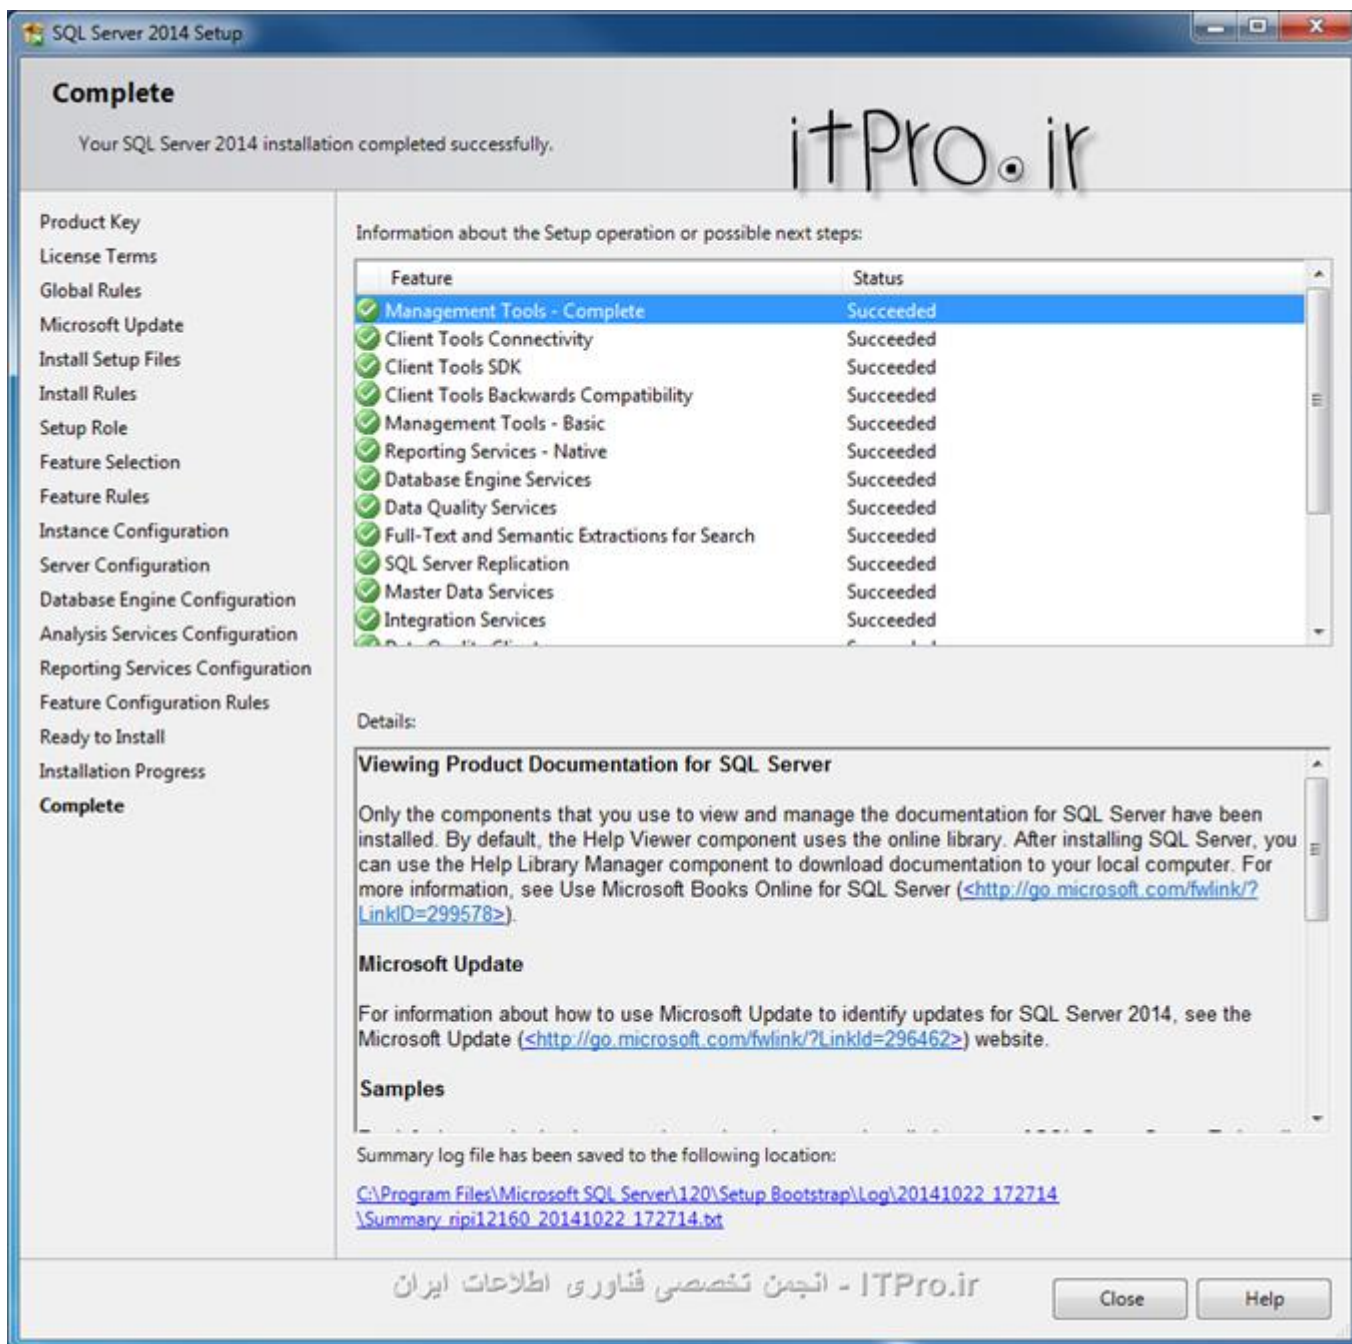 SQL Server 2014 Setup
Complete
Your SQL Server 2014 installation completed successfully.
itPro.ir
Product Key
License Terms
Global Rules
Microsoft Update
Install Setup Files
Install Rules
Setup Role
Feature Selection
Feature Rules
Instance Configuration
Server Configuration
Database Engine Configuration
Analysis Services Configuration
Reporting Services Configuration
Feature Configuration Rules
Ready to Install
Installation Progress
Complete
Information about the Setup operation or possible next steps:
Feature Status
Management Tools - Complete Succeeded
Client Tools Connectivity Succeeded
Client Tools SDK Succeeded
Client Tools Backwards Compatibility Succeeded
Management Tools - Basic Succeeded
Reporting Services - Native Succeeded
Database Engine Services Succeeded
Data Quality Services Succeeded
Full-Text and Semantic Extractions for Search Succeeded
SQL Server Replication Succeeded
Master Data Services Succeeded
Integration Services Succeeded
Details:
Viewing Product Documentation for SQL Server
Only the components that you use to view and manage the documentation for SQL Server have been
installed. By default, the Help Viewer component uses the online library. After installing SQL Server, you
can use the Help Library Manager component to download documentation to your local computer. For
more information, see Use Microsoft Books Online for SQL Server (<http://go.microsoft.com/fwlink/?
LinkID=299578>).
Microsoft Update
For information about how to use Microsoft Update to identify updates for SQL Server 2014, see the
Microsoft Update (<http://go.microsoft.com/fwlink/?LinkId=296462>) website.
Samples
Summary log file has been saved to the following location:
C:\Program Files\Microsoft SQL Server\120\Setup Bootstrap\Log\20141022_172714
\Summary_ripi12160_20141022_172714.txt
ITPro.ir - انجمن تخصصی فناوری اطلاعات ایران
Close
Help